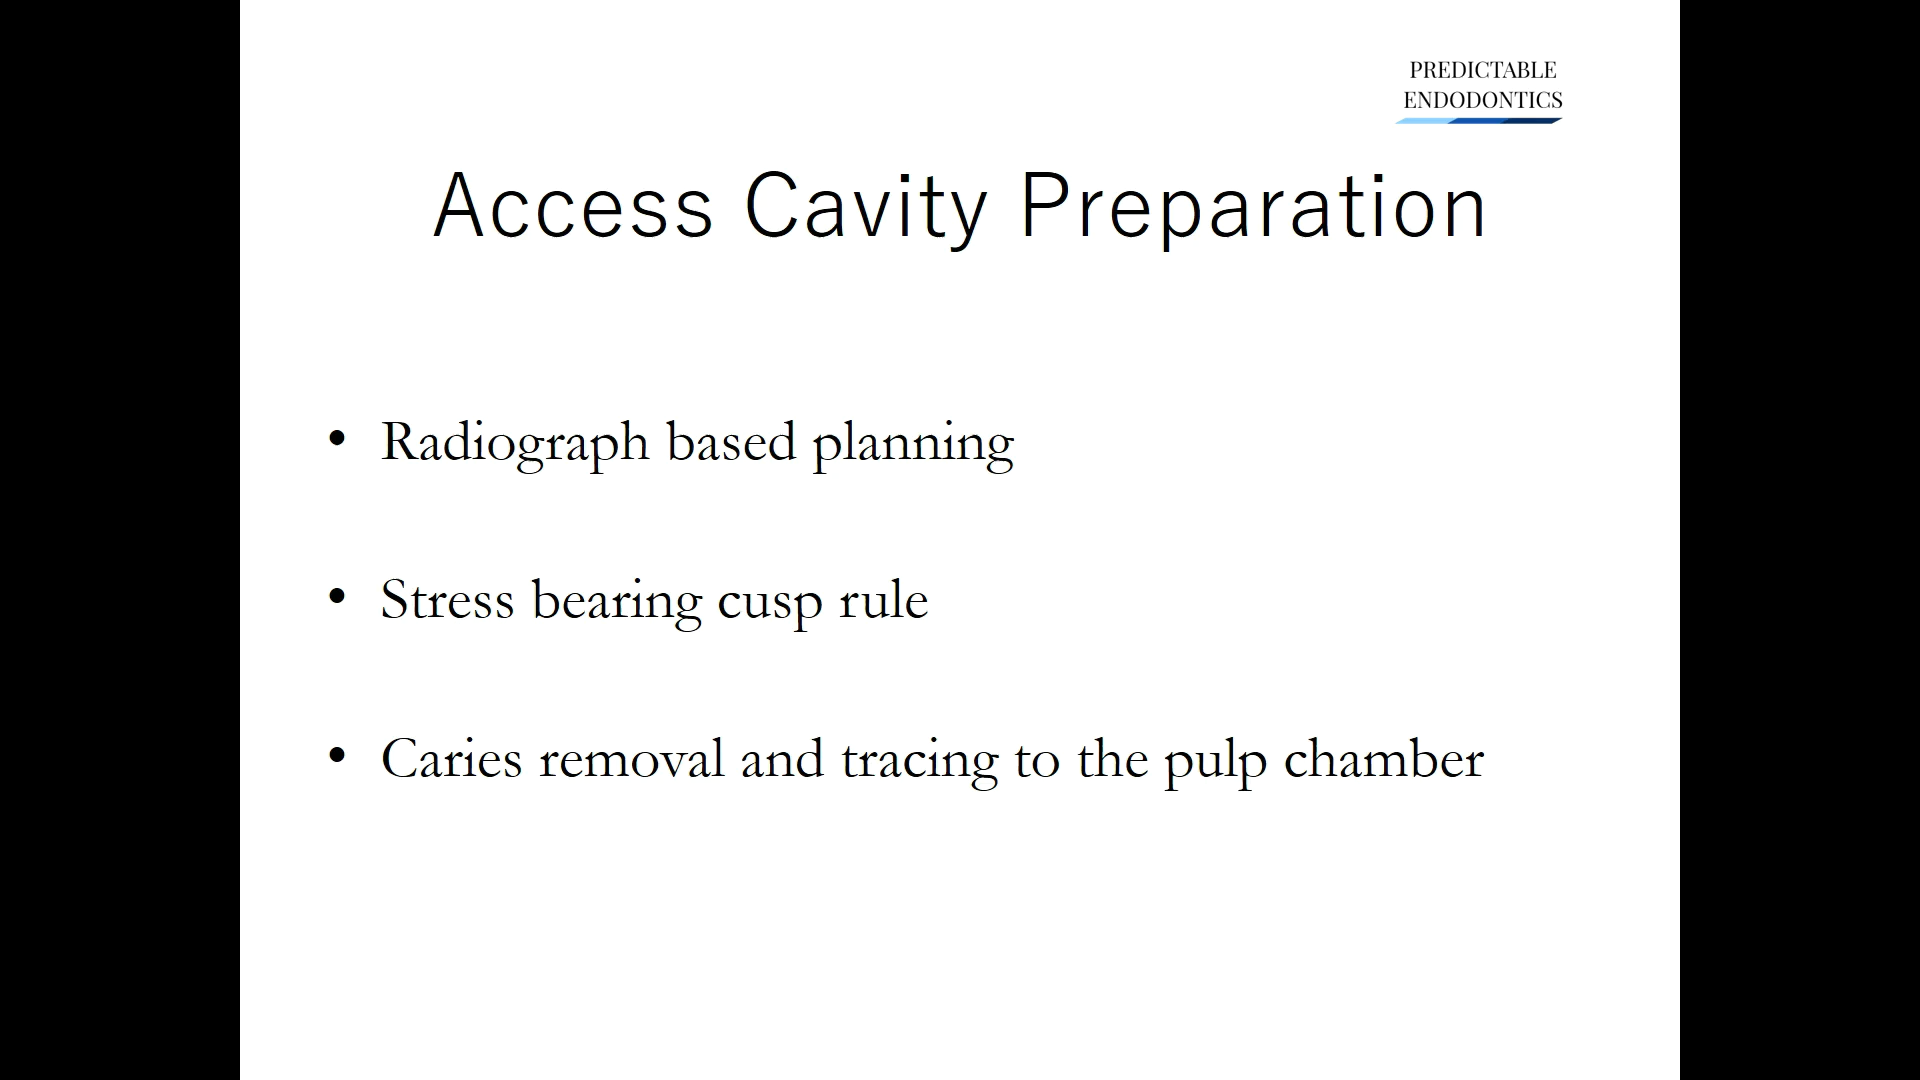 PREDICTABLE
ENDODONTICS
Access Cavity Preparation
• Radiograph based planning
• Stress bearing cusp rule
• Caries removal and tracing to the pulp chamber